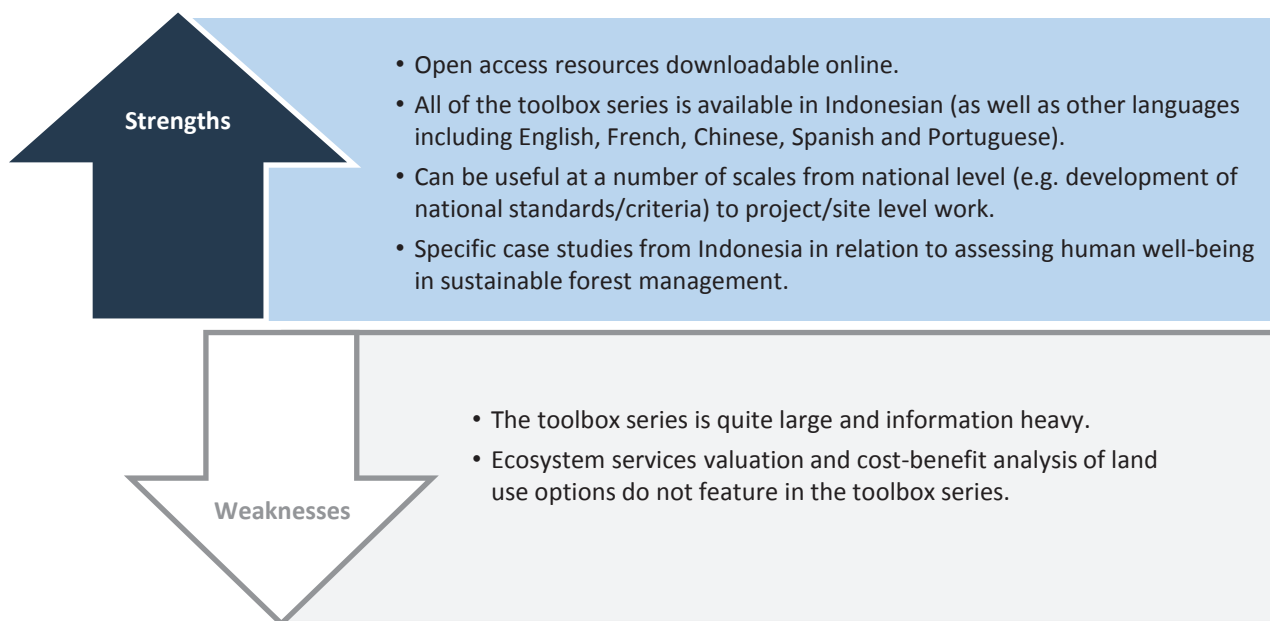 Strengths
• Open access resources downloadable online.
• All of the toolbox series is available in Indonesian (as well as other languages
including English, French, Chinese, Spanish and Portuguese).
• Can be useful at a number of scales from national level (e.g. development of
national standards/criteria) to project/site level work.
• Specific case studies from Indonesia in relation to assessing human well-being
in sustainable forest management.
Weaknesses
• The toolbox series is quite large and information heavy.
• Ecosystem services valuation and cost-benefit analysis of land
use options do not feature in the toolbox series.